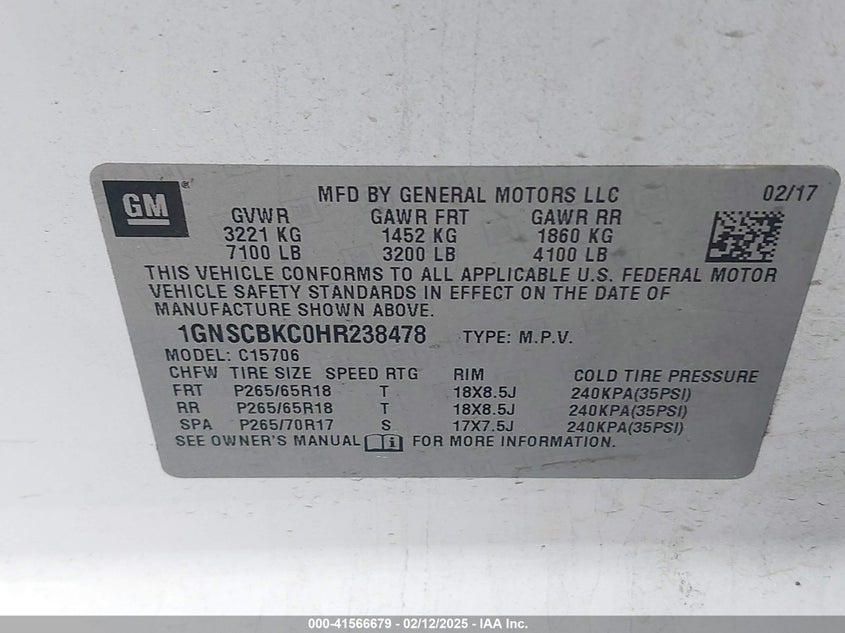 GM
MFD BY GENERAL MOTORS LLC 02/17
GVWR GAWR FRT GAWR RR
3221 KG 1452 KG 1860 KG
7100 LB 3200 LB 4100 LB
THIS VEHICLE CONFORMS TO ALL APPLICABLE U.S. FEDERAL MOTOR
VEHICLE SAFETY STANDARDS IN EFFECT ON THE DATE OF
MANUFACTURE SHOWN ABOVE.
1GNSCBKC0HR238478 TYPE: M.P.V.
MODEL: C15706
CHFW TIRE SIZE SPEED RTG RIM COLD TIRE PRESSURE
FRT P265/65R18 T 18X8.5J 240KPA(35PSI)
RR P265/65R18 T 18X8.5J 240KPA(35PSI)
SPA P265/70R17 S 17X7.5J 240KPA(35PSI)
SEE OWNER'S MANUAL FOR MORE INFORMATION.
000-41566679 - 02/12/2025 - IAA Inc.